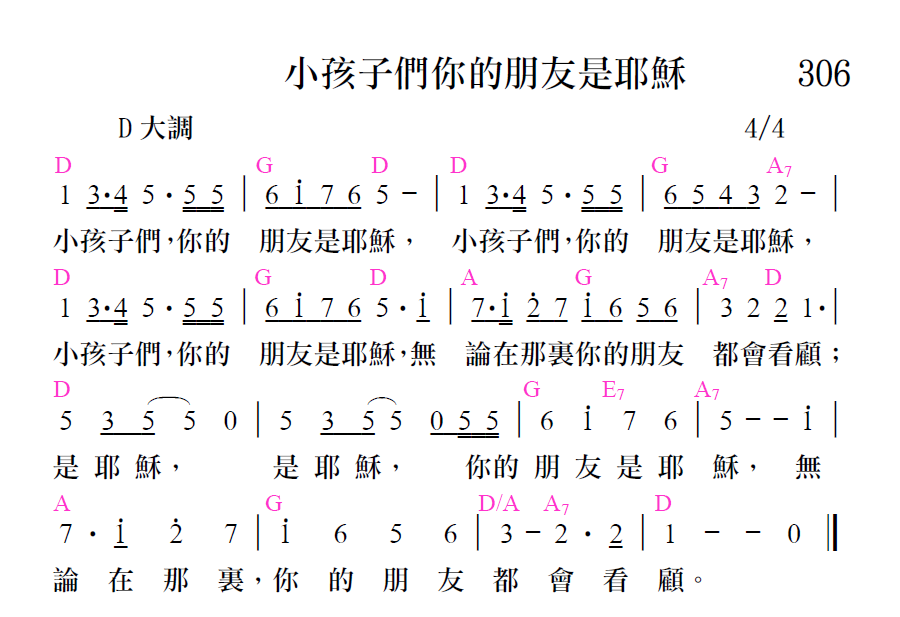 小孩子們你的朋友是耶穌 306
D 大調 4/4
D G D D G A7
1 3·4 5·5 5 | 6 i 7 6 5 - | 1 3·4 5·5 5 | 6 5 4 3 2 - |
小孩子們，你的 朋友是耶穌， 小孩子們，你的 朋友是耶穌，
D G D A G A7 D
1 3·4 5·5 5 | 6 i 7 6 5·i | 7·i 2̇ 7 i 6 5 6 | 3 2 2 1·|
小孩子們，你的 朋友是耶穌，無 論在那裏你的朋友 都會看顧；
D G E7 A7
5 3 5 5 0 | 5 3 5 5 0 5 5 | 6 i 7 6 | 5 - - i |
是耶穌， 是耶穌， 你的朋友是耶 穌，無
A G D/A A7 D
7·i 2̇ 7 | i 6 5 6 | 3 - 2·2 | 1 - - 0 ‖
論在那裏，你的朋友都會看顧。